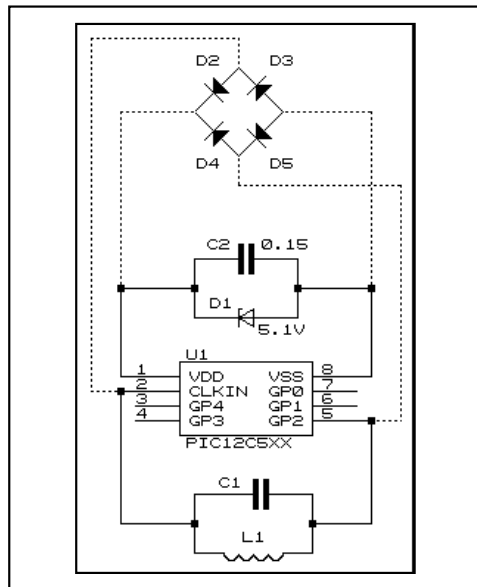 D2 D3
D4 D5
C2 0.15
D1
5.1V
U1
1 VDD VSS 8
2 CLKIN GP0 7
3 GP4 GP1 6
4 GP3 GP2 5
PIC12C5XX
C1
L1